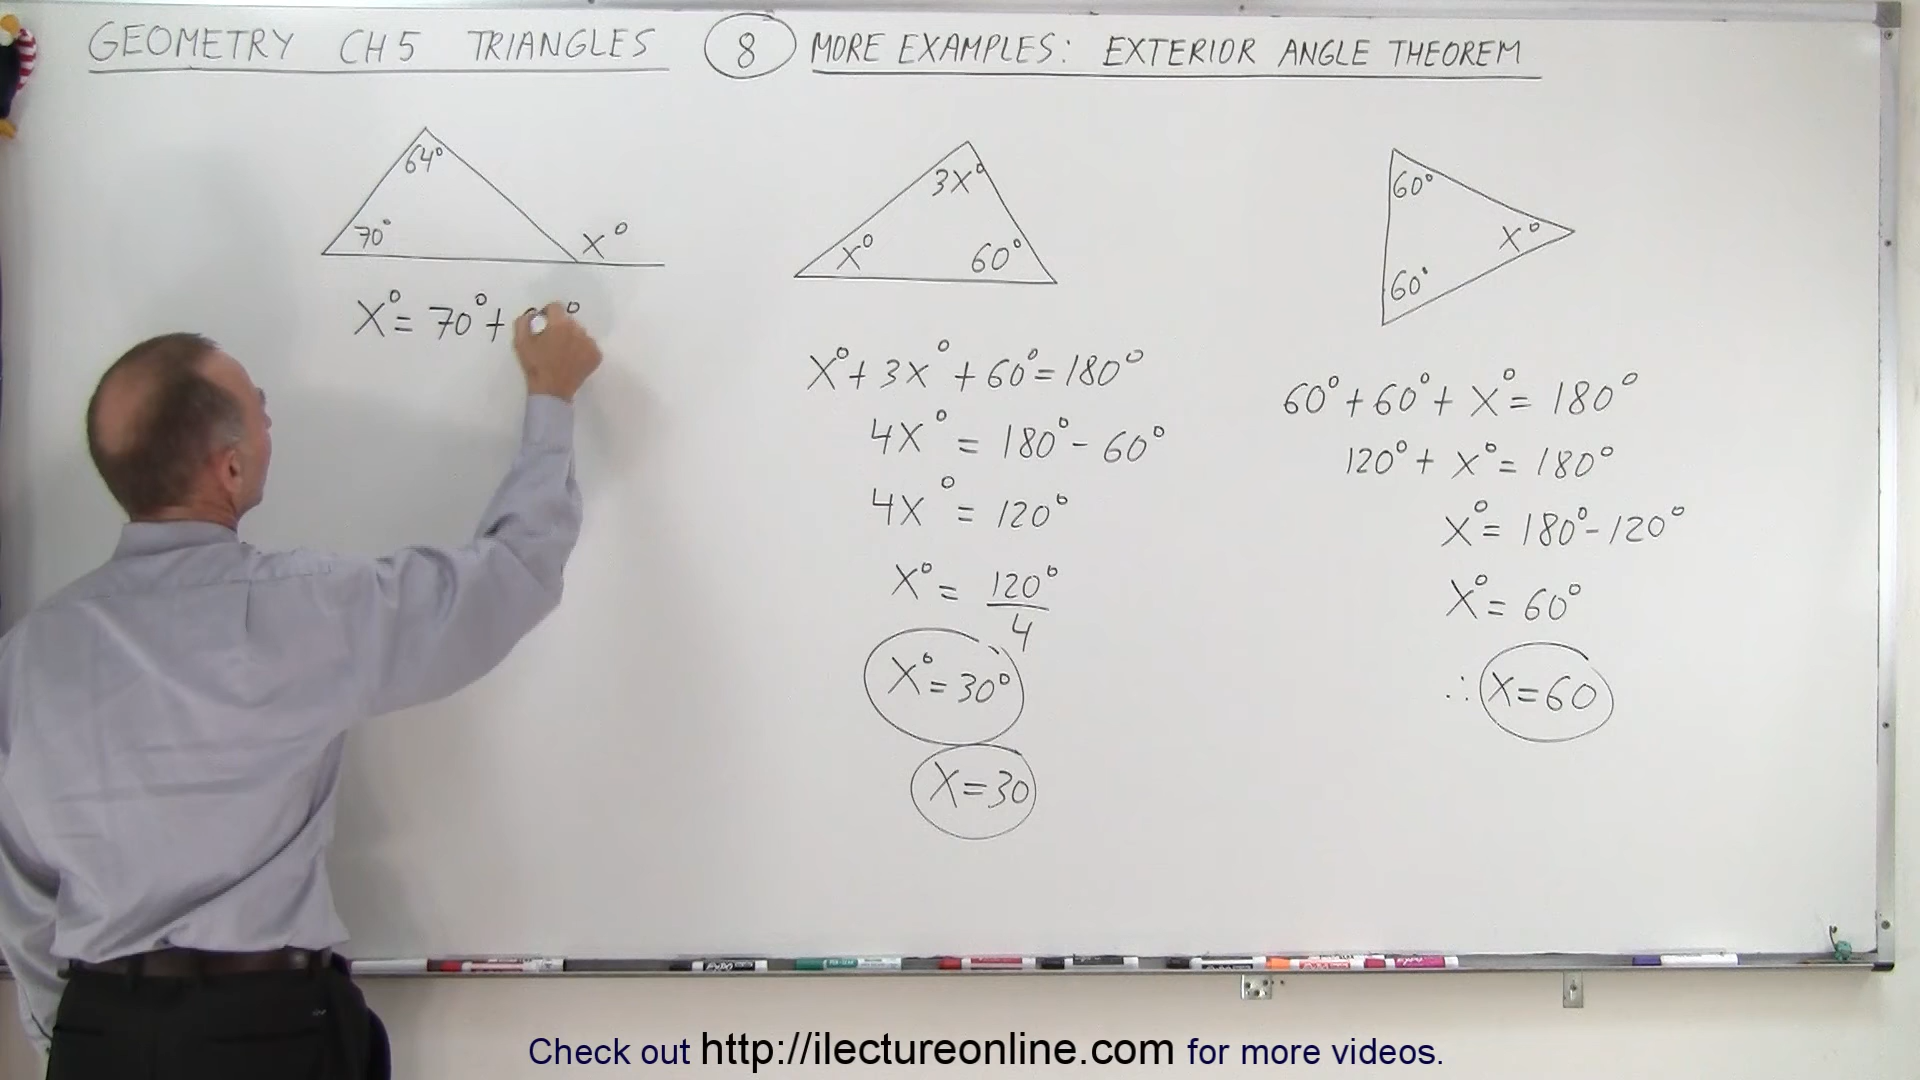 GEOMETRY CH 5 TRIANGLES 8 MORE EXAMPLES: EXTERIOR ANGLE THEOREM
64°
70°
x°
x° = 70° +
3x°
x°
60°
x° + 3x° + 60° = 180°
4x° = 180° - 60°
4x° = 120°
x° = 120°
4
x° = 30°
x = 30
60°
x°
60°
60° + 60° + x° = 180°
120° + x° = 180°
x° = 180° - 120°
x° = 60°
∴ x = 60
Check out http://ilectureonline.com for more videos.